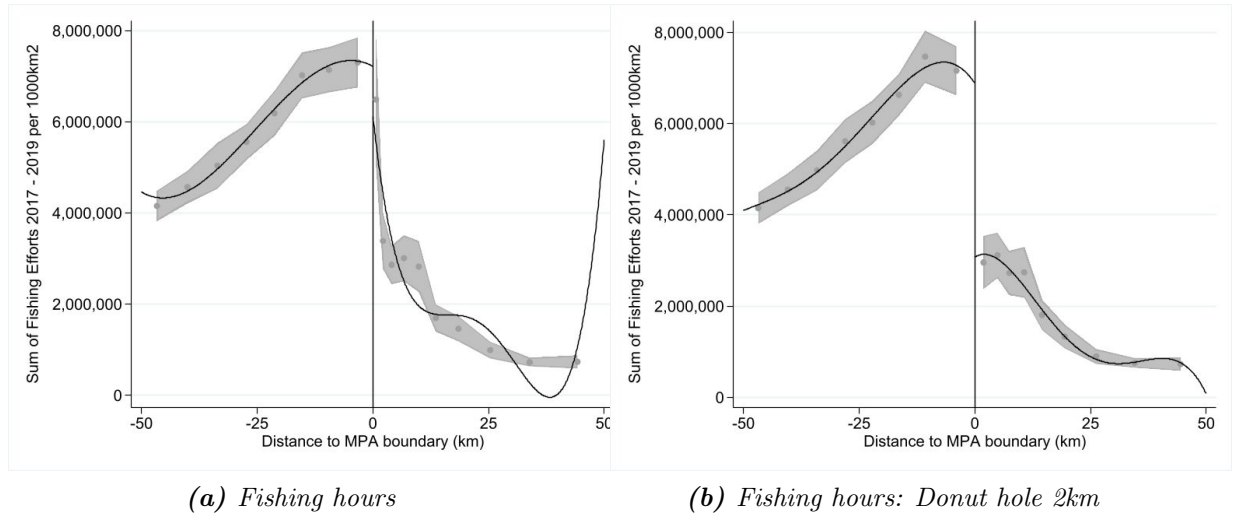 Sum of Fishing Efforts 2017 - 2019 per 1000km2
8,000,000
6,000,000
4,000,000
2,000,000
0
-50 -25 0 25 50
Distance to MPA boundary (km)
(a) Fishing hours
Sum of Fishing Efforts 2017 - 2019 per 1000km2
8,000,000
6,000,000
4,000,000
2,000,000
0
-50 -25 0 25 50
Distance to MPA boundary (km)
(b) Fishing hours: Donut hole 2km